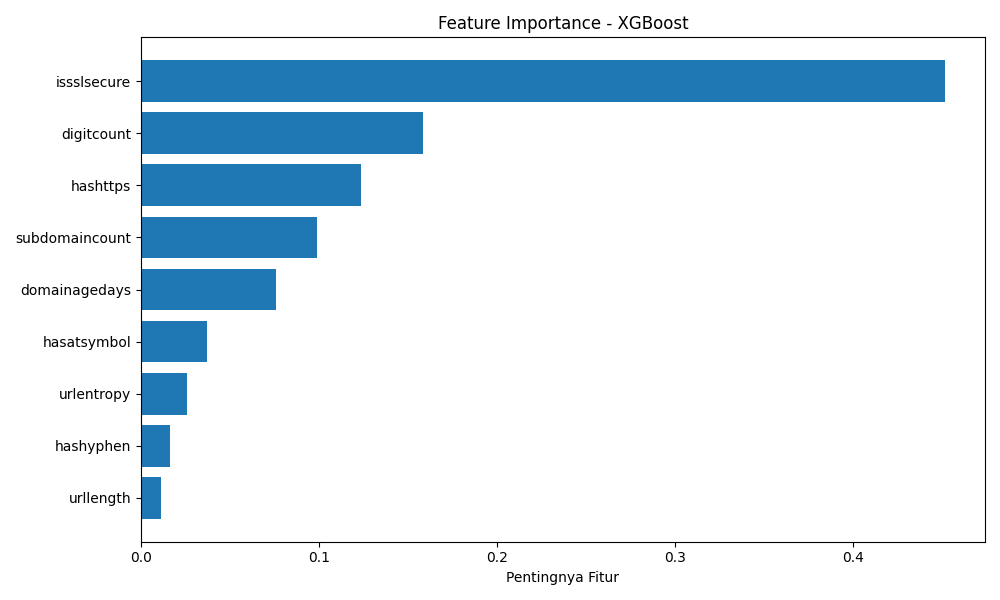 Feature Importance - XGBoost
issslsecure
digitcount
hashttps
subdomaincount
domainagedays
hasatsymbol
urlentropy
hashyphen
urllength
0.0 0.1 0.2 0.3 0.4
Pentingnya Fitur